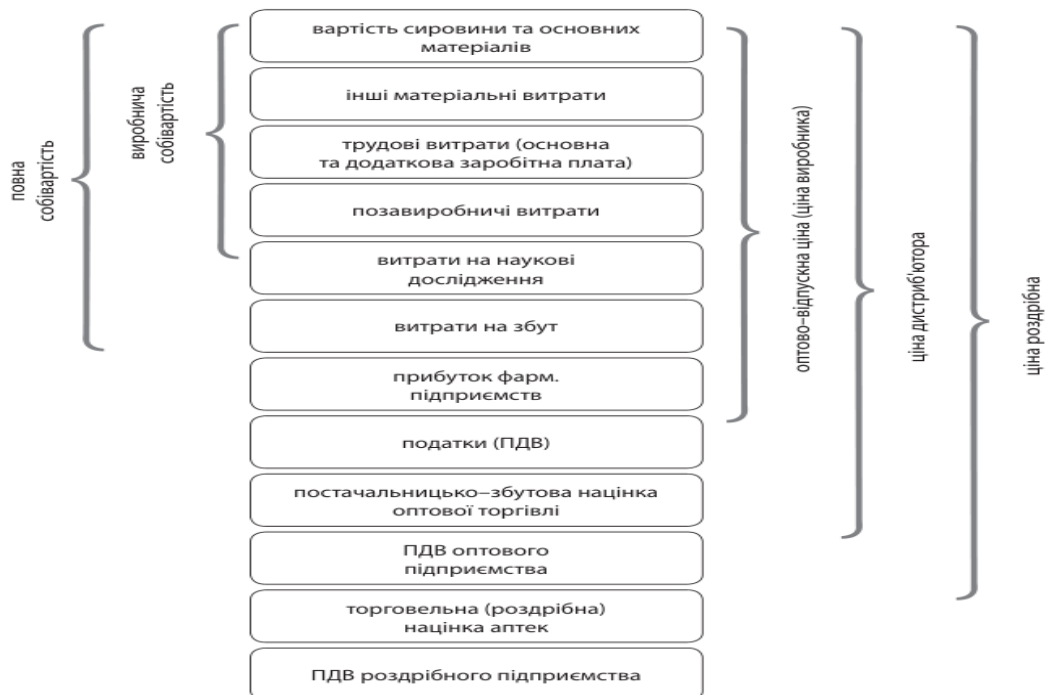 повна
собівартість
виробнича
собівартість
вартість сировини та основних
матеріалів
інші матеріальні витрати
трудові витрати (основна
та додаткова заробітна плата)
позавиробничі витрати
витрати на наукові
дослідження
витрати на збут
прибуток фарм.
підприємств
податки (ПДВ)
постачальницько–збутова націнка
оптової торгівлі
ПДВ оптового
підприємства
торговельна (роздрібна)
націнка аптек
ПДВ роздрібного підприємства
оптово–відпускна ціна (ціна виробника)
ціна дистриб'ютора
ціна роздрібна